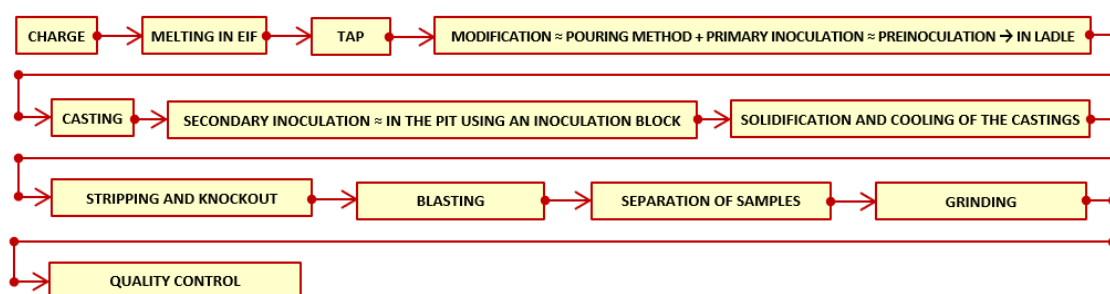 CHARGE
MELTING IN EIF
TAP
MODIFICATION ≈ POURING METHOD + PRIMARY INOCULATION ≈ PREINOCULATION → IN LADLE
CASTING
SECONDARY INOCULATION ≈ IN THE PIT USING AN INOCULATION BLOCK
SOLIDIFICATION AND COOLING OF THE CASTINGS
STRIPPING AND KNOCKOUT
BLASTING
SEPARATION OF SAMPLES
GRINDING
QUALITY CONTROL